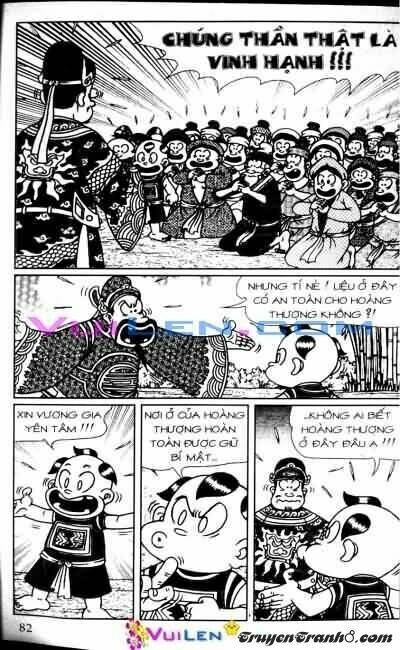 CHÚNG THẦN THẬT LÀ
VINH HẠNH !!!
NHƯNG TÍ NÈ ! LIỆU Ở ĐÂY
CÓ AN TOÀN CHO HOÀNG
THƯỢNG KHÔNG ?!
VUILEN.COM
XIN VƯƠNG GIA
YÊN TÂM !!!
NƠI Ở CỦA HOÀNG
THƯỢNG HOÀN
TOÀN ĐƯỢC GIỮ
BÍ MẬT...
...KHÔNG AI BIẾT
HOÀNG THƯỢNG
Ở ĐÂY ĐÂU Ạ !!!
82
VUILEN
TruyenTranh8.com